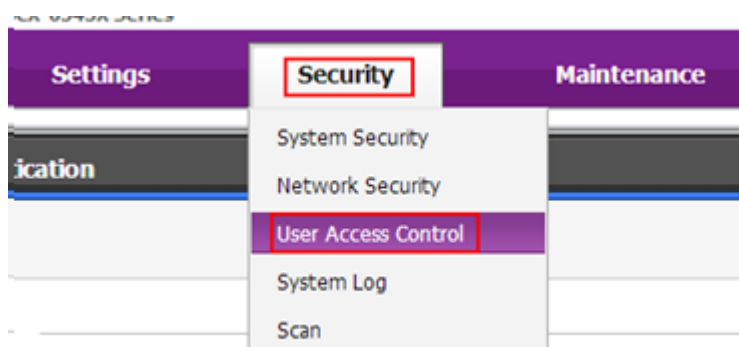 Settings
Security
Maintenance
System Security
ication
Network Security
User Access Control
System Log
Scan